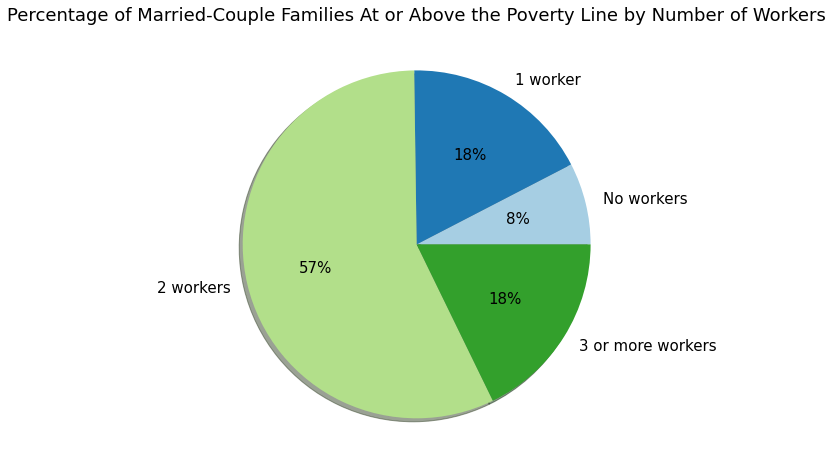 Percentage of Married-Couple Families At or Above the Poverty Line by Number of Workers
1 worker
18%
No workers
8%
57%
2 workers
18%
3 or more workers